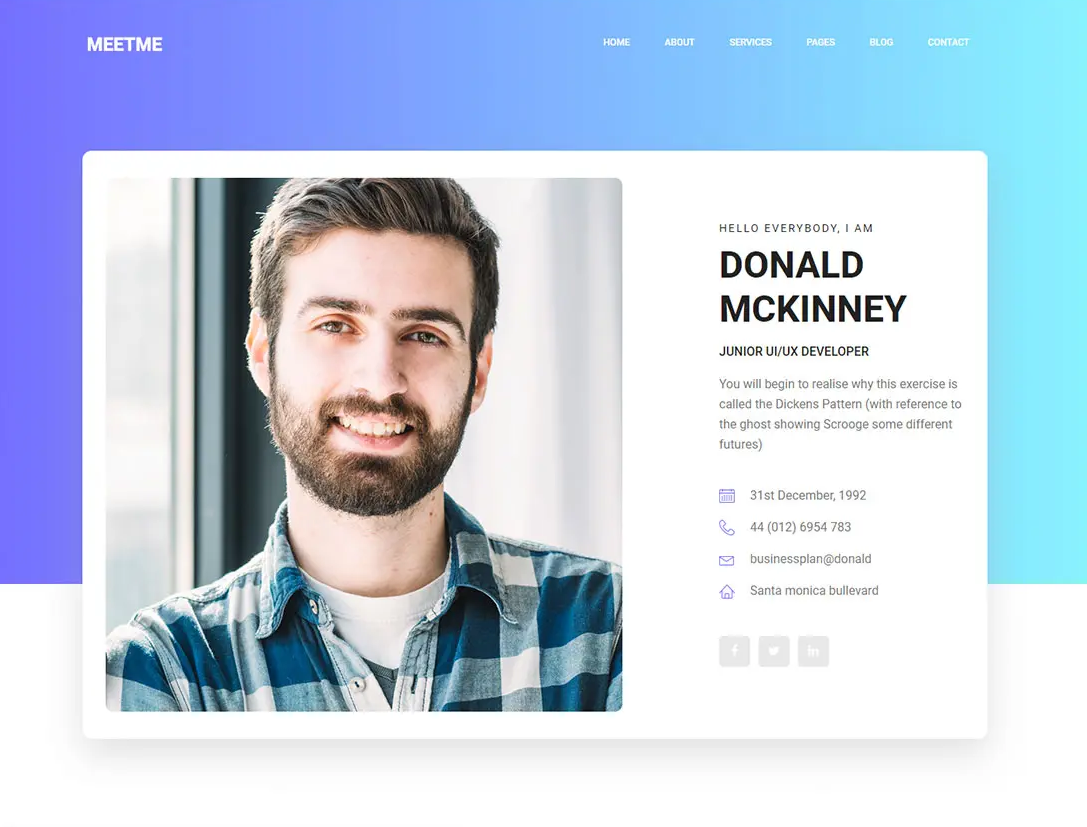 MEETME
HOME ABOUT SERVICES PAGES BLOG CONTACT
HELLO EVERYBODY, I AM
DONALD
MCKINNEY
JUNIOR UI/UX DEVELOPER
You will begin to realise why this exercise is
called the Dickens Pattern (with reference to
the ghost showing Scrooge some different
futures)
31st December, 1992
44 (012) 6954 783
businessplan@donald
Santa monica bullevard